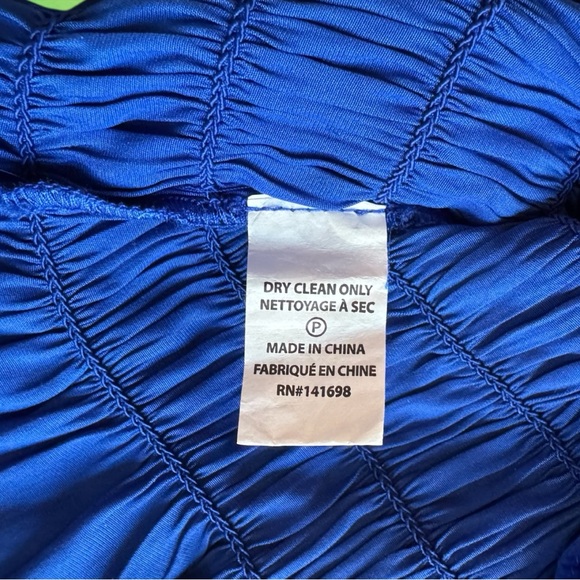 DRY CLEAN ONLY
NETTOYAGE À SEC
P
MADE IN CHINA
FABRIQUÉ EN CHINE
RN#141698